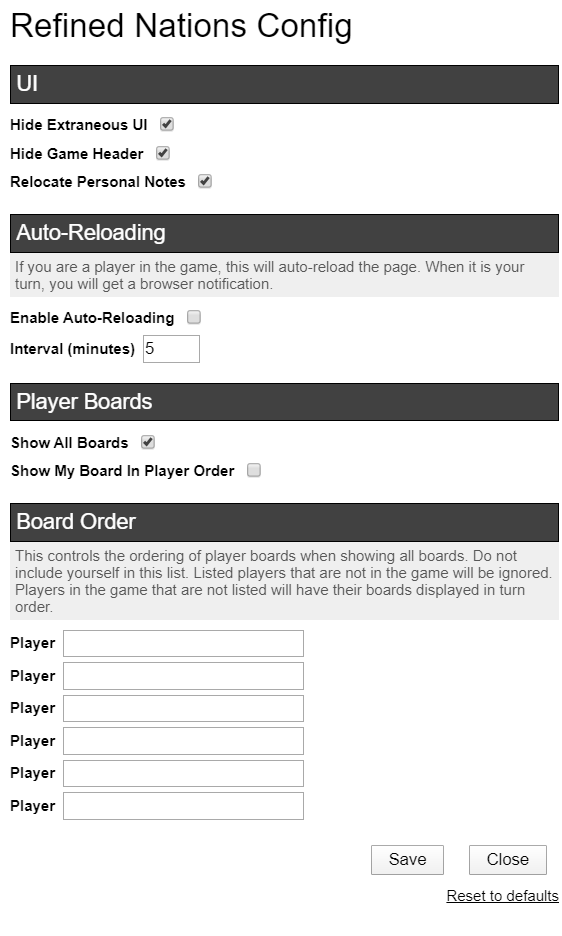 Refined Nations Config
UI
Hide Extraneous UI
Hide Game Header
Relocate Personal Notes
Auto-Reloading
If you are a player in the game, this will auto-reload the page. When it is your
turn, you will get a browser notification.
Enable Auto-Reloading
Interval (minutes) 5
Player Boards
Show All Boards
Show My Board In Player Order
Board Order
This controls the ordering of player boards when showing all boards. Do not
include yourself in this list. Listed players that are not in the game will be ignored.
Players in the game that are not listed will have their boards displayed in turn
order.
Player
Player
Player
Player
Player
Player
Save Close
Reset to defaults